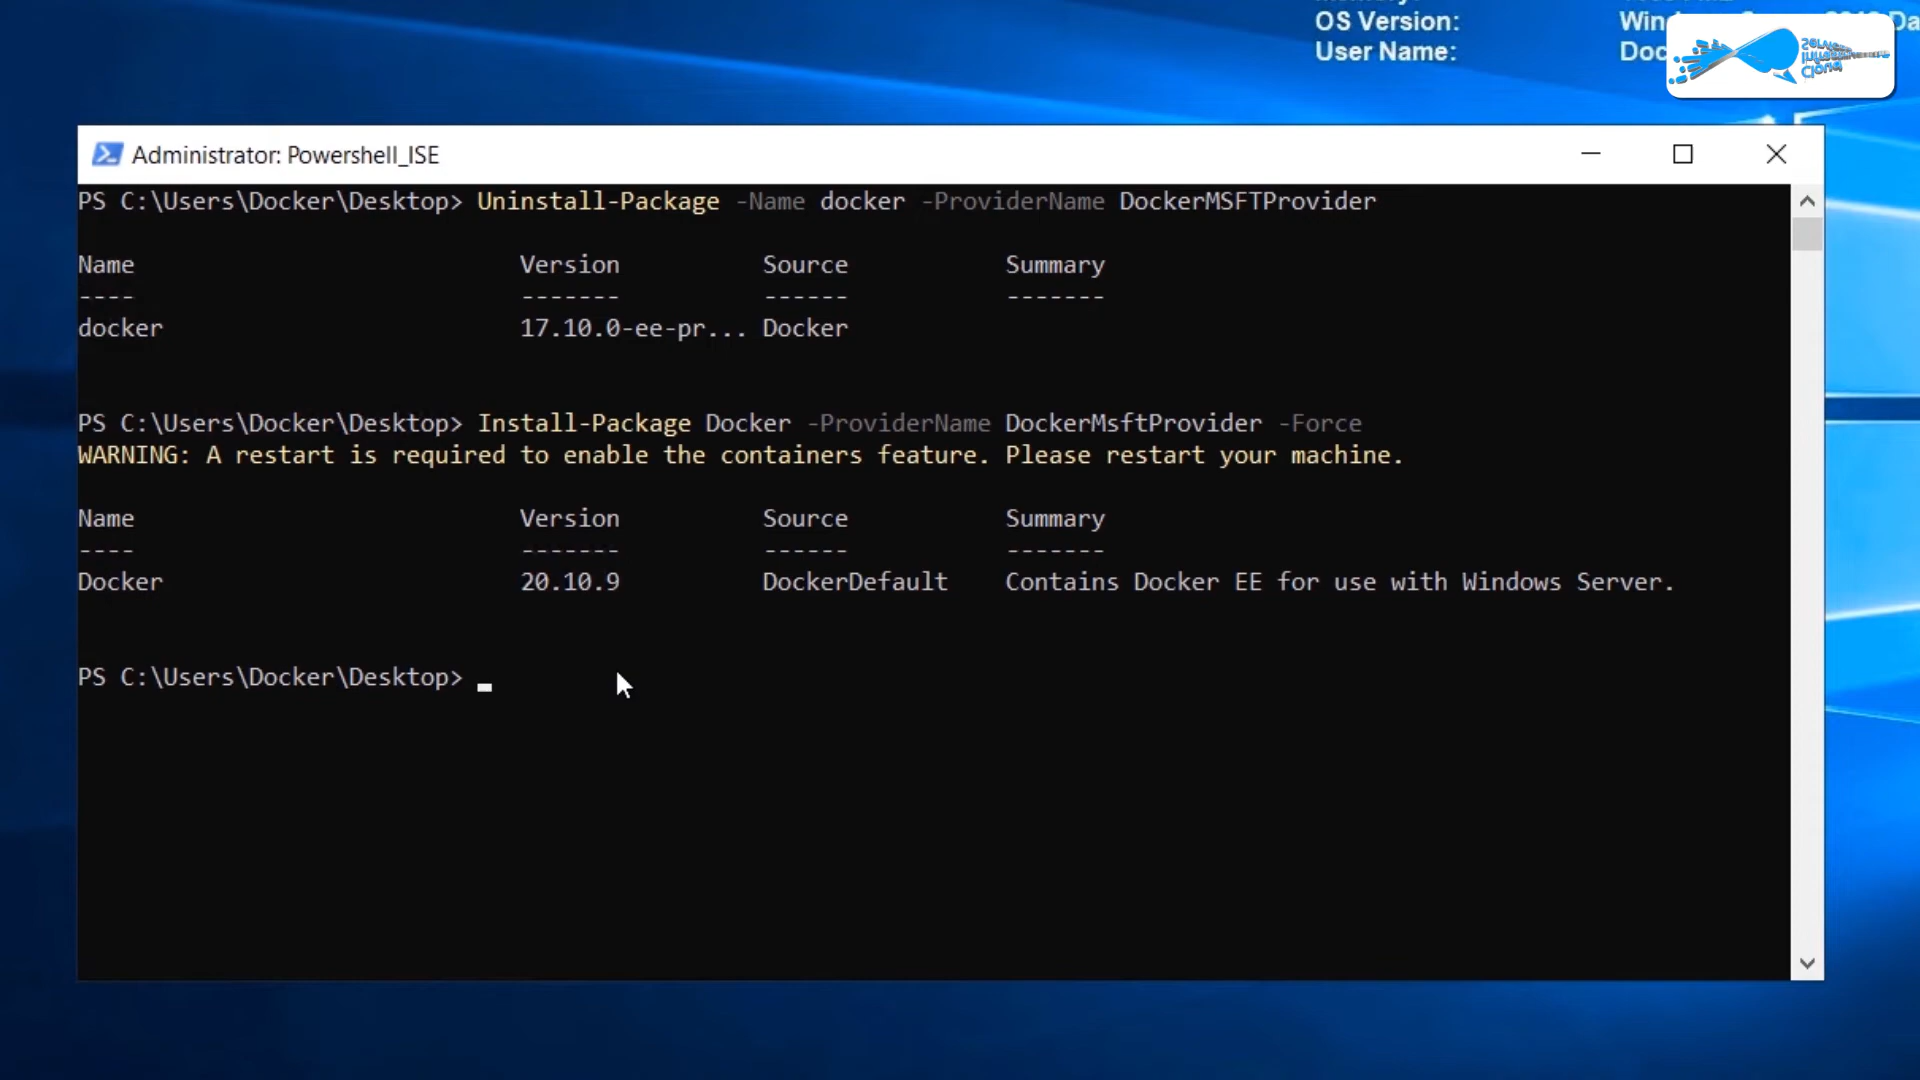 OS Version:
User Name:
Administrator: Powershell_ISE
PS C:\Users\Docker\Desktop> Uninstall-Package -Name docker -ProviderName DockerMSFTProvider
Name Version Source Summary
---- ------- ------ -------
docker 17.10.0-ee-pr... Docker
PS C:\Users\Docker\Desktop> Install-Package Docker -ProviderName DockerMsftProvider -Force
WARNING: A restart is required to enable the containers feature. Please restart your machine.
Name Version Source Summary
---- ------- ------ -------
Docker 20.10.9 DockerDefault Contains Docker EE for use with Windows Server.
PS C:\Users\Docker\Desktop>